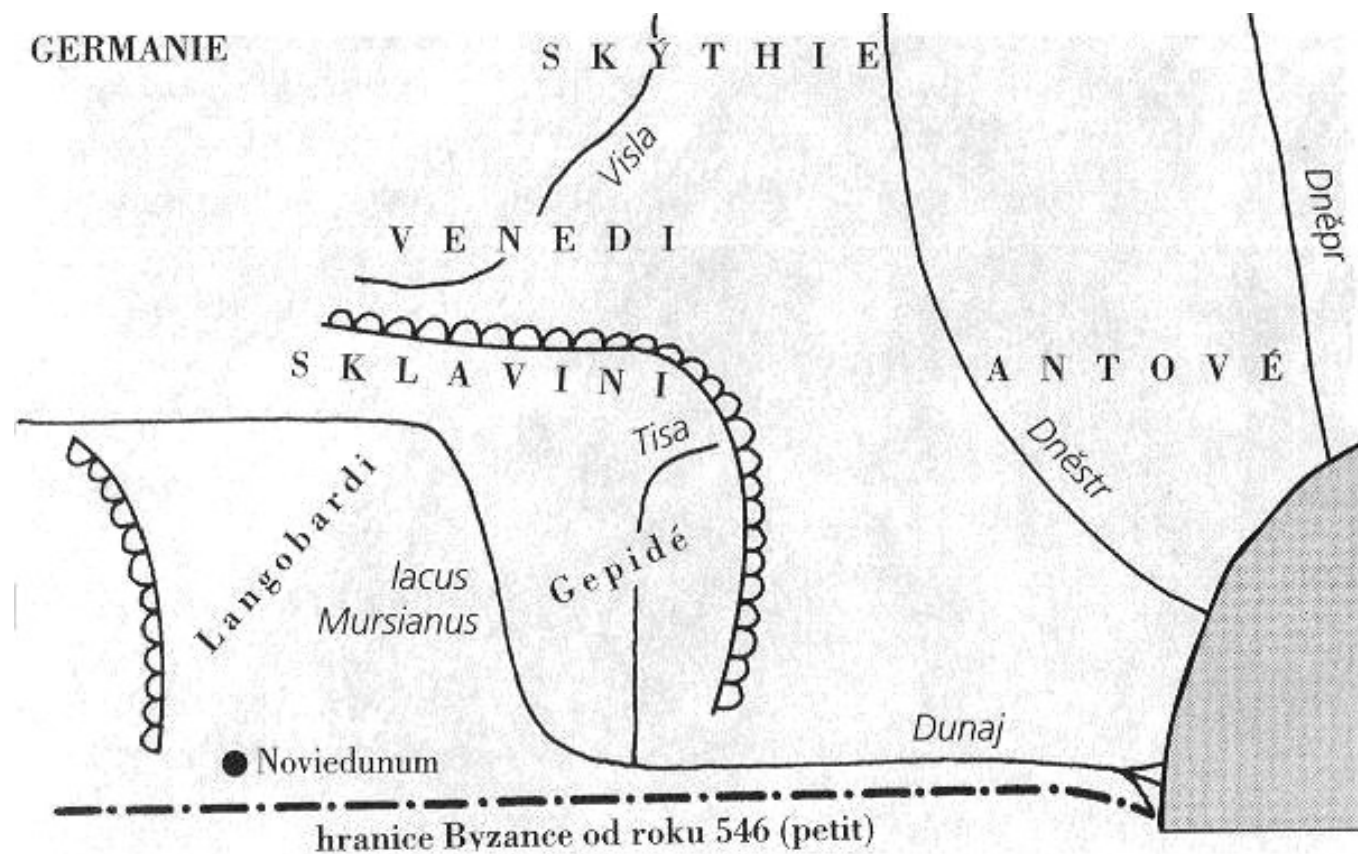 GERMANIE
SKÝTHIE
Visla
Dněpr
VENEDI
SKLAVINI
ANTOVÉ
Tisa
Dněstr
Langobardi
Gepidé
lacus
Mursianus
Dunaj
Noviedunum
hranice Byzance od roku 546 (petit)